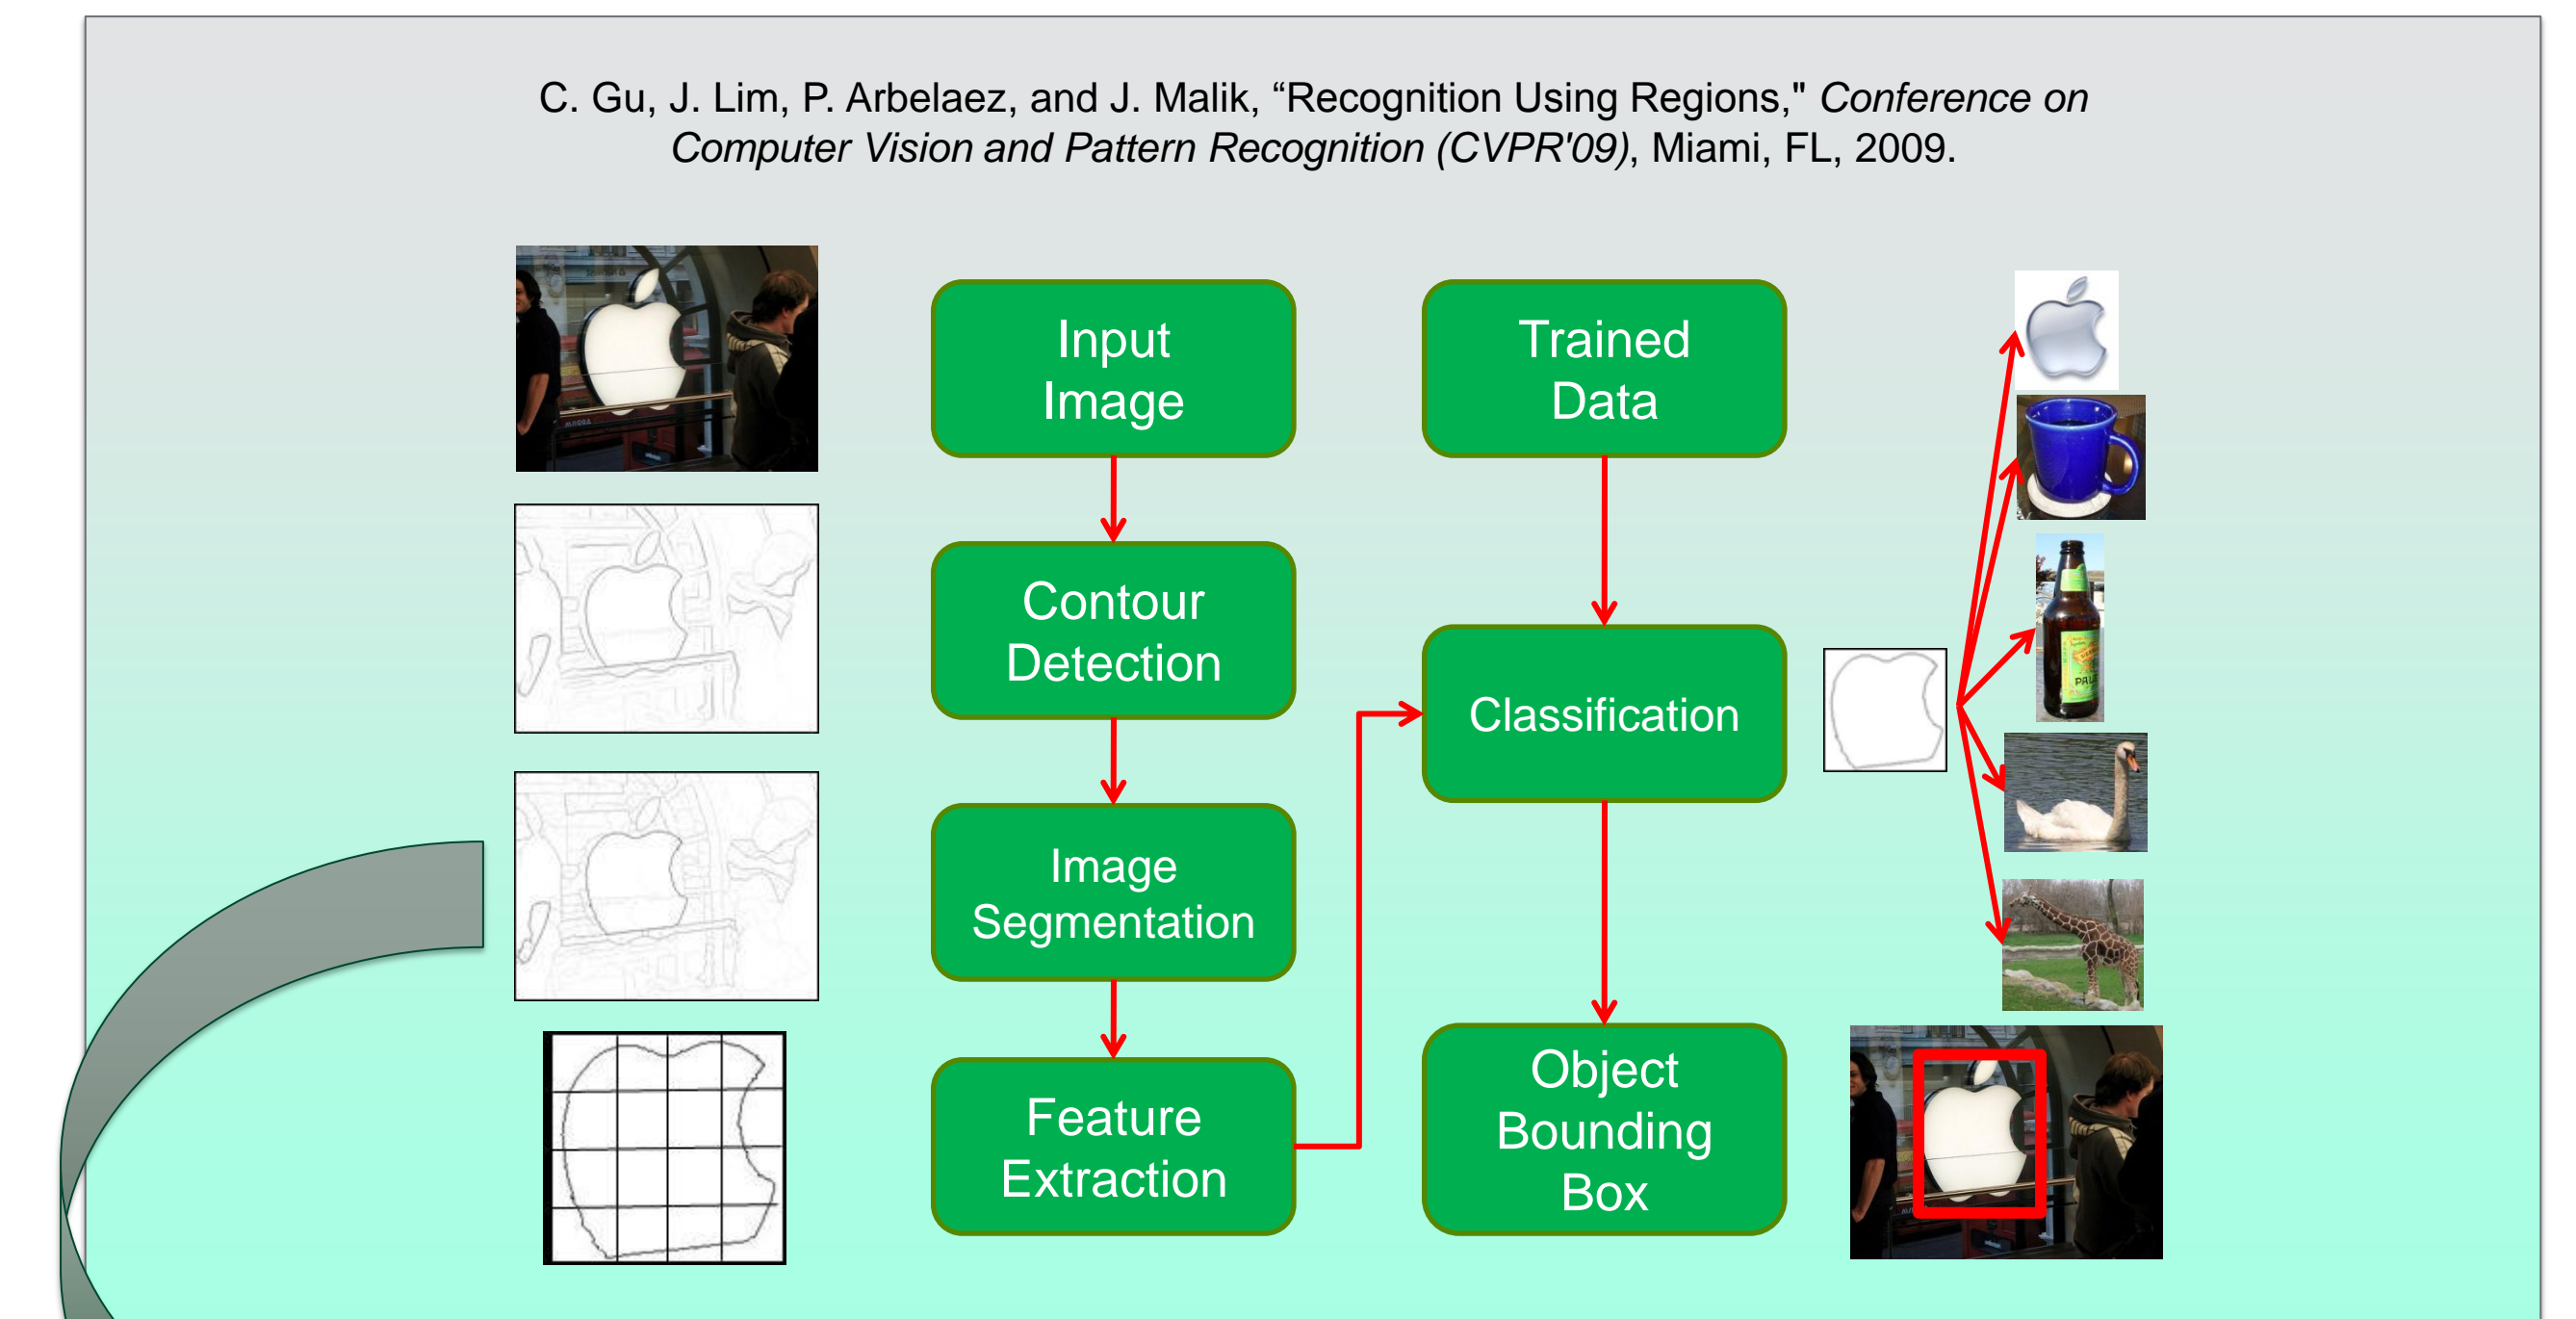 C. Gu, J. Lim, P. Arbelaez, and J. Malik, “Recognition Using Regions," Conference on
Computer Vision and Pattern Recognition (CVPR'09), Miami, FL, 2009.
Input
Image
Contour
Detection
Image
Segmentation
Feature
Extraction
Trained
Data
Classification
Object
Bounding
Box